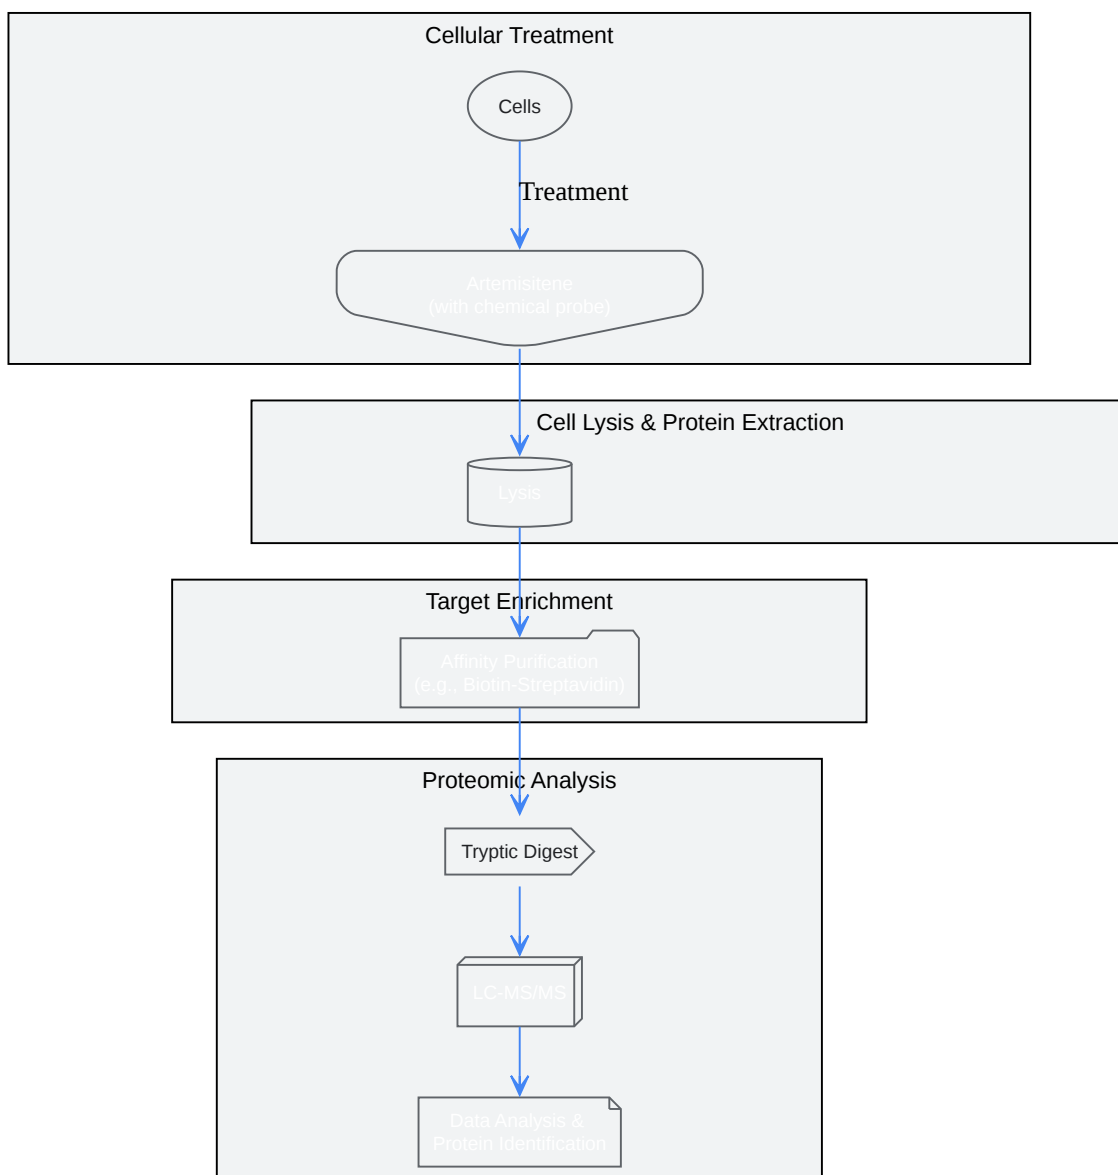 Cellular Treatment
Cells
Treatment
Artemisitene
(with chemical probe)
Cell Lysis & Protein Extraction
Lysis
Target Enrichment
Affinity Purification
(e.g., Biotin-Streptavidin)
Proteomic Analysis
Tryptic Digest
LC-MS/MS
Data Analysis &
Protein Identification